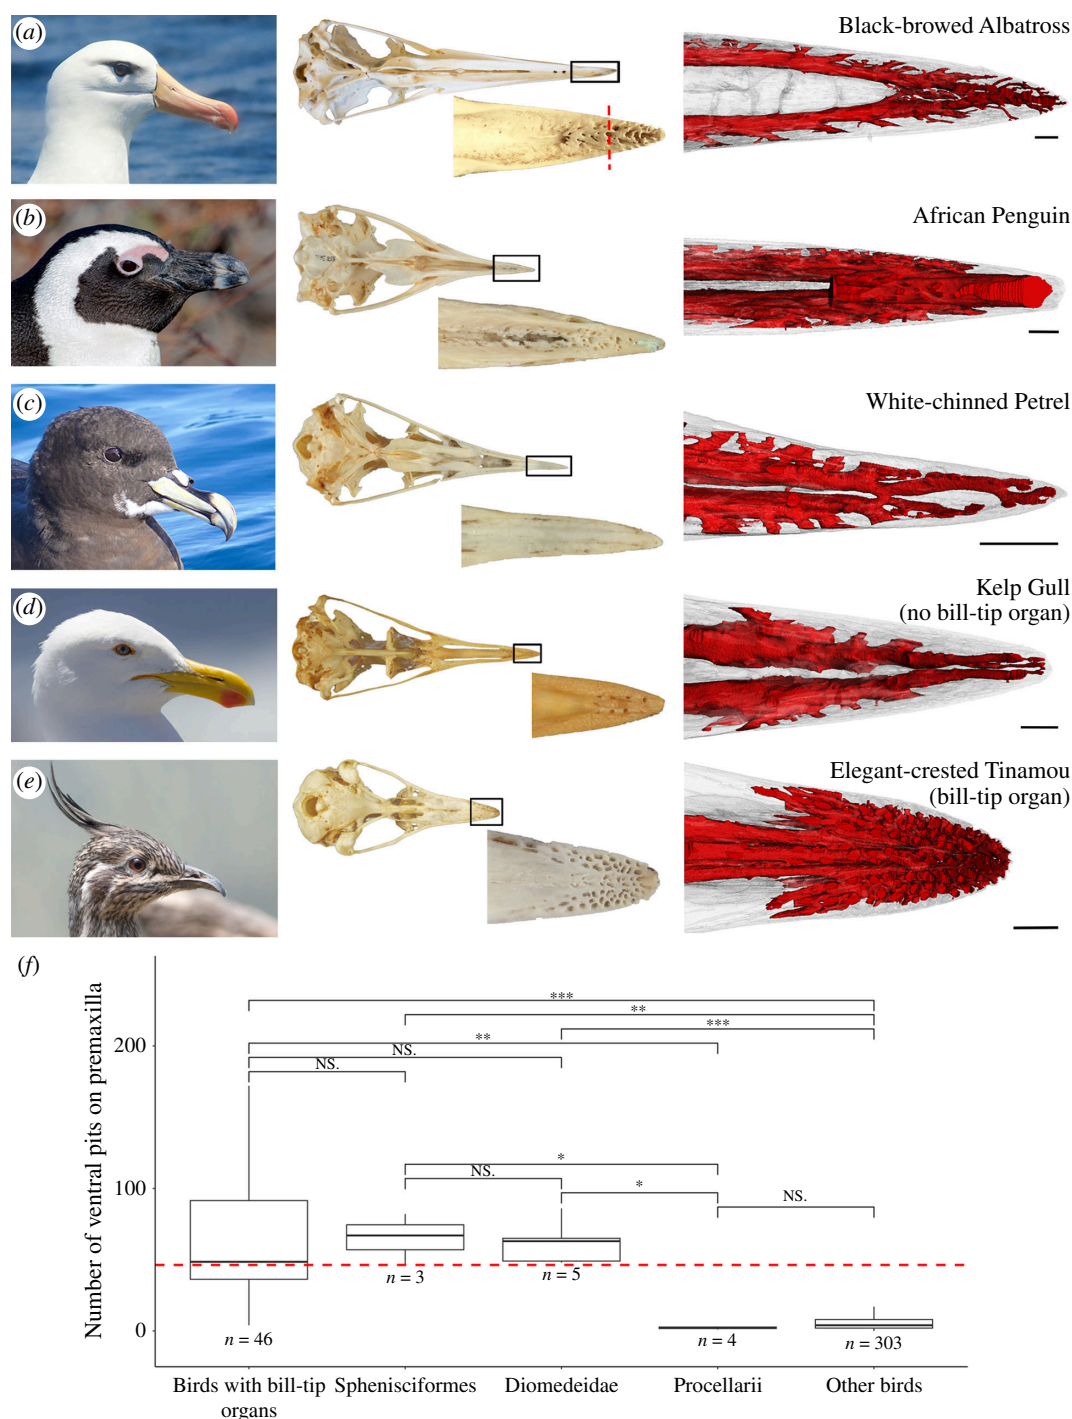 (a)
Black-browed Albatross
(b)
African Penguin
(c)
White-chinned Petrel
(d)
Kelp Gull
(no bill-tip organ)
(e)
Elegant-crested Tinamou
(bill-tip organ)
(f)
Number of ventral pits on premaxilla
200
100
0
***
**
***
**
NS.
NS.
*
NS.
*
NS.
n = 46
n = 3
n = 5
n = 4
n = 303
Birds with bill-tip
organs
Sphenisciformes
Diomedeidae
Procellarii
Other birds